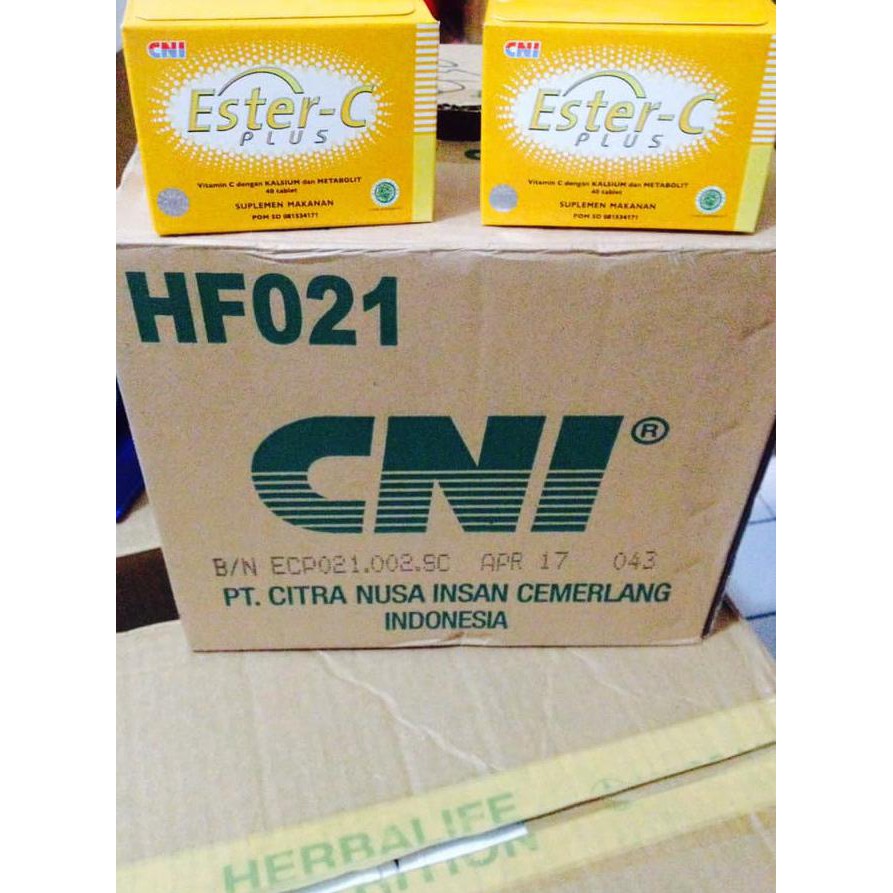 CNI
Ester-C
PLUS
Vitamin C dengan KALSIUM dan METABOLIT
40 tablet
SUPLEMEN MAKANAN
POM SD 081534171
CNI
Ester-C
PLUS
Vitamin C dengan KALSIUM dan METABOLIT
40 tablet
SUPLEMEN MAKANAN
POM SD 081534171
HF021
CNI®
B/N ECP021.002.SC APR 17 043
PT. CITRA NUSA INSAN CEMERLANG
INDONESIA
HERBALIFE